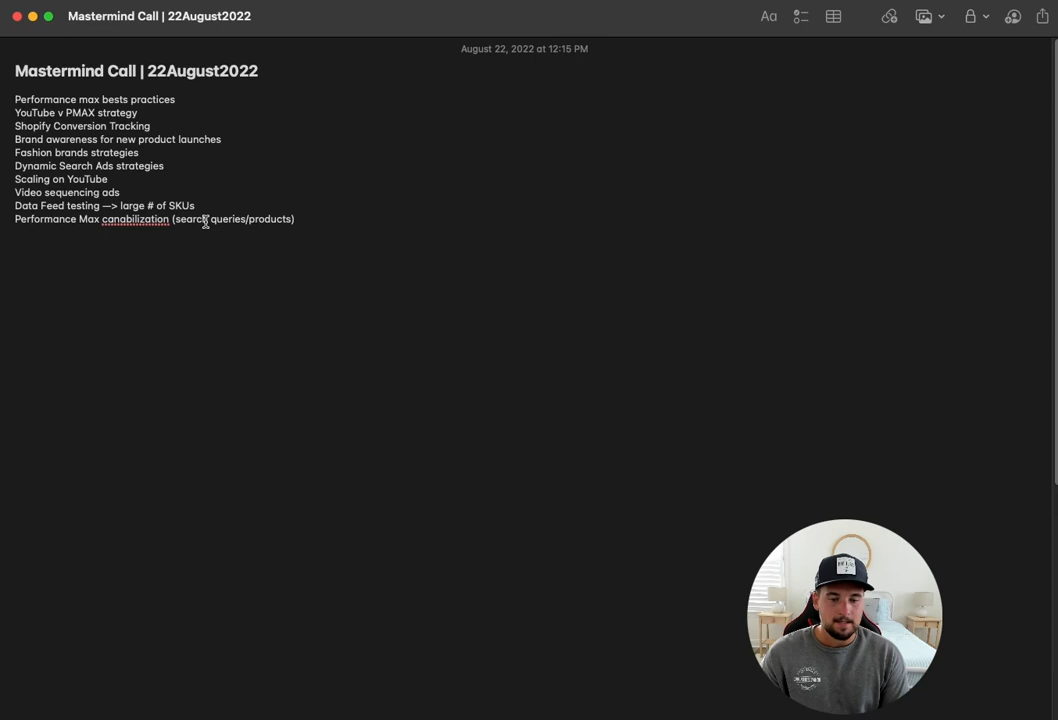 Mastermind Call | 22August2022
Aa
August 22, 2022 at 12:15 PM
Mastermind Call | 22August2022
Performance max bests practices
YouTube v PMAX strategy
Shopify Conversion Tracking
Brand awareness for new product launches
Fashion brands strategies
Dynamic Search Ads strategies
Scaling on YouTube
Video sequencing ads
Data Feed testing —> large # of SKUs
Performance Max canabilization (search queries/products)